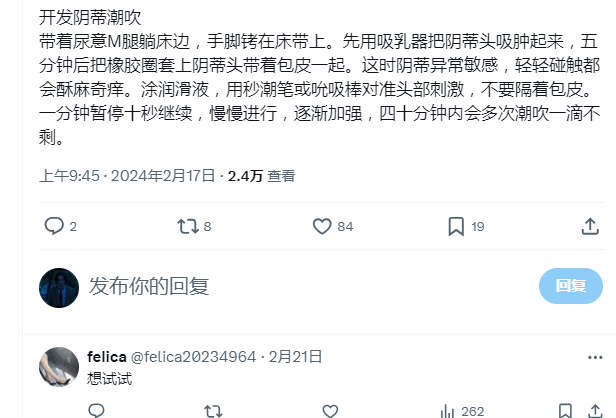 开发阴蒂潮吹
带着尿意M腿躺床边，手脚铐在床带上。先用吸乳器把阴蒂头吸肿起来，五
分钟后把橡胶圈套上阴蒂头带着包皮一起。这时阴蒂异常敏感，轻轻碰触都
会酥麻奇痒。涂润滑液，用秒潮笔或吮吸棒对准头部刺激，不要隔着包皮。
一分钟暂停十秒继续，慢慢进行，逐渐加强，四十分钟内会多次潮吹一滴不
剩。
上午9:45 · 2024年2月17日 · 2.4万 查看
2 8 84 19
发布你的回复 回复
felica @felica20234964 · 2月21日
想试试
262